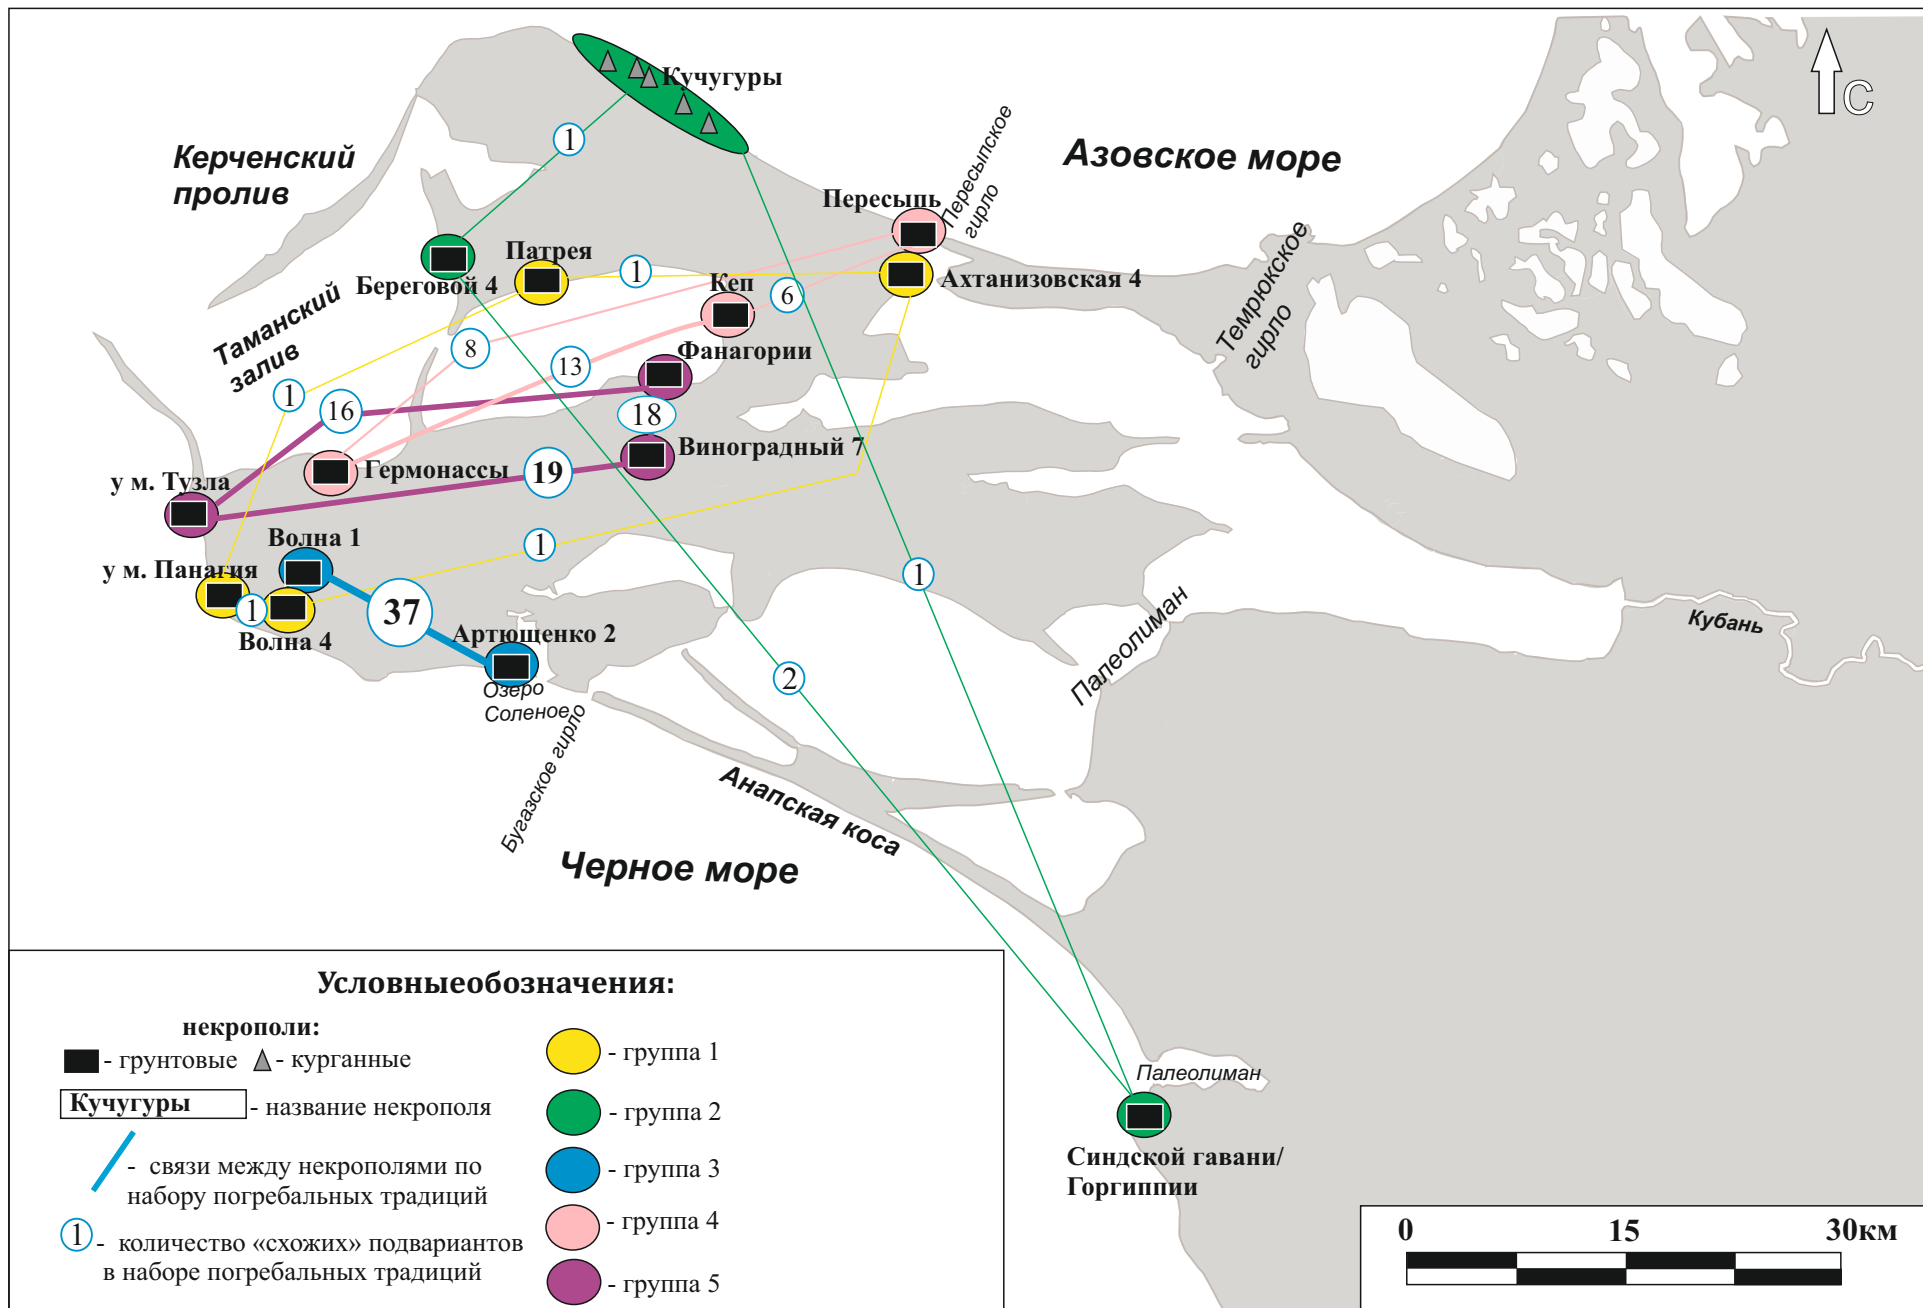 Кучугуры
С
1
Керченский
пролив
Азовское море
Пересыпское
гирло
Пересыпь
Патрея
1
Береговой 4
Кеп
6
Ахтанизовская 4
Темрюкское
гирло
Таманский
залив
8
13
Фанагории
1
16
18
Виноградный 7
Гермонассы
19
у м. Тузла
Волна 1
1
у м. Панагия
1
37
1
Волна 4
Артющенко 2
Кубань
Палеолиман
2
Озеро
Соленое
Бугазское гирло
Анапская коса
Черное море
Палеолиман
Синдской гавани/
Горгиппии
Условныеобозначения:
некрополи:
- грунтовые
- курганные
Кучугуры
- название некрополя
- связи между некрополями по
набору погребальных традиций
1
- количество «схожих» подвариантов
в наборе погребальных традиций
- группа 1
- группа 2
- группа 3
- группа 4
- группа 5
0 15 30км